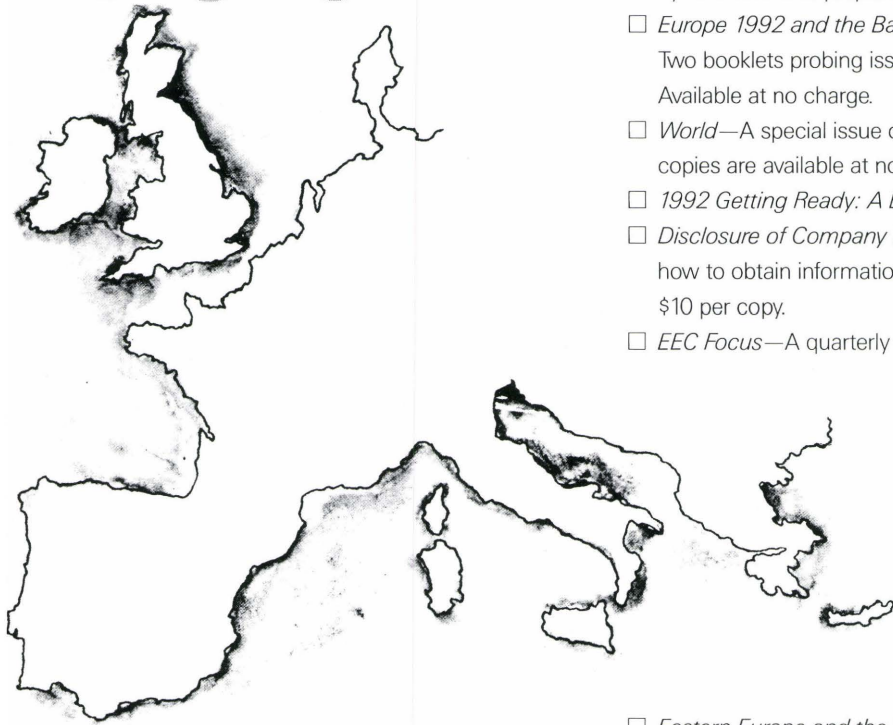 ☐ Europe 1992 and the Ba
Two booklets probing iss
Available at no charge.
☐ World—A special issue
copies are available at no
☐ 1992 Getting Ready: A
☐ Disclosure of Company
how to obtain informatio
$10 per copy.
☐ EEC Focus—A quarterly